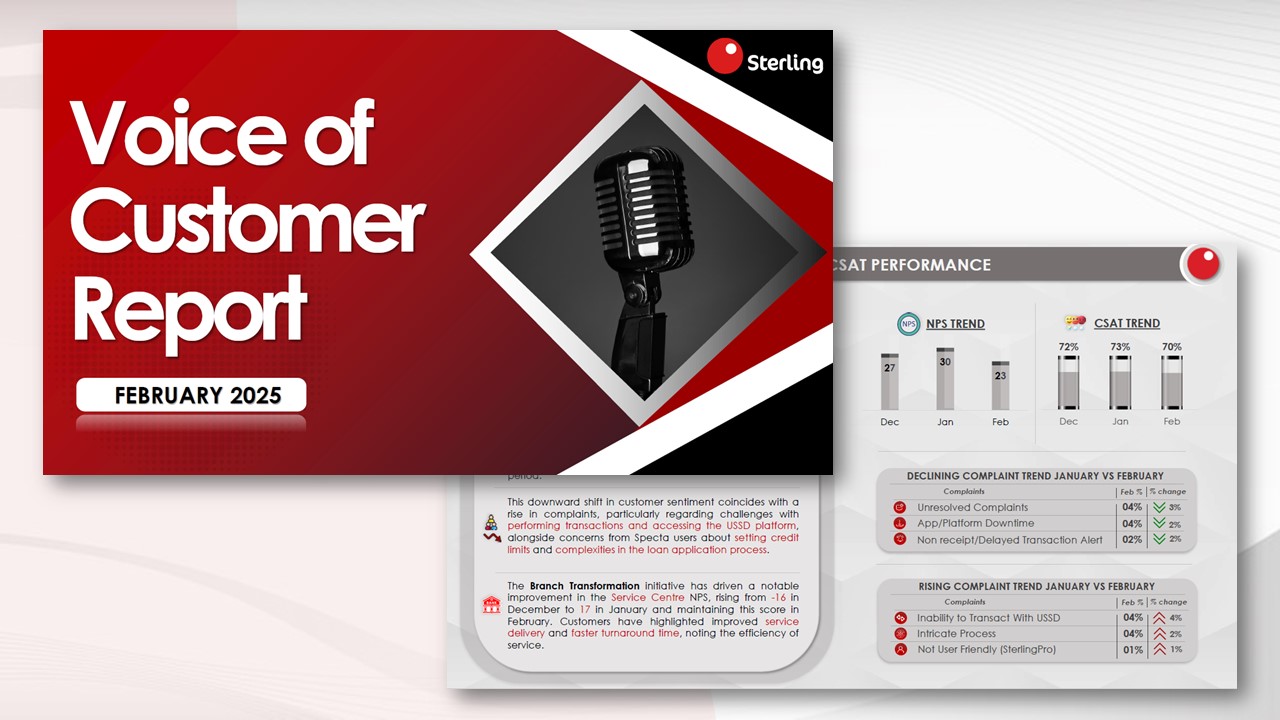 Sterling
Voice of
Customer
Report
FEBRUARY 2025
CSAT PERFORMANCE
NPS
NPS TREND
27
30
23
Dec
Jan
Feb
CSAT TREND
72%
73%
70%
Dec
Jan
Feb
period.
This downward shift in customer sentiment coincides with a
rise in complaints, particularly regarding challenges with
performing transactions and accessing the USSD platform,
alongside concerns from Specta users about setting credit
limits and complexities in the loan application process.
The Branch Transformation initiative has driven a notable
improvement in the Service Centre NPS, rising from -16 in
December to 17 in January and maintaining this score in
February. Customers have highlighted improved service
delivery and faster turnaround time, noting the efficiency of
service.
DECLINING COMPLAINT TREND JANUARY VS FEBRUARY
Complaints Feb % % change
Unresolved Complaints 04% 3%
App/Platform Downtime 04% 2%
Non receipt/Delayed Transaction Alert 02% 2%
RISING COMPLAINT TREND JANUARY VS FEBRUARY
Complaints Feb % % change
Inability to Transact With USSD 04% 4%
Intricate Process 04% 2%
Not User Friendly (SterlingPro) 01% 1%